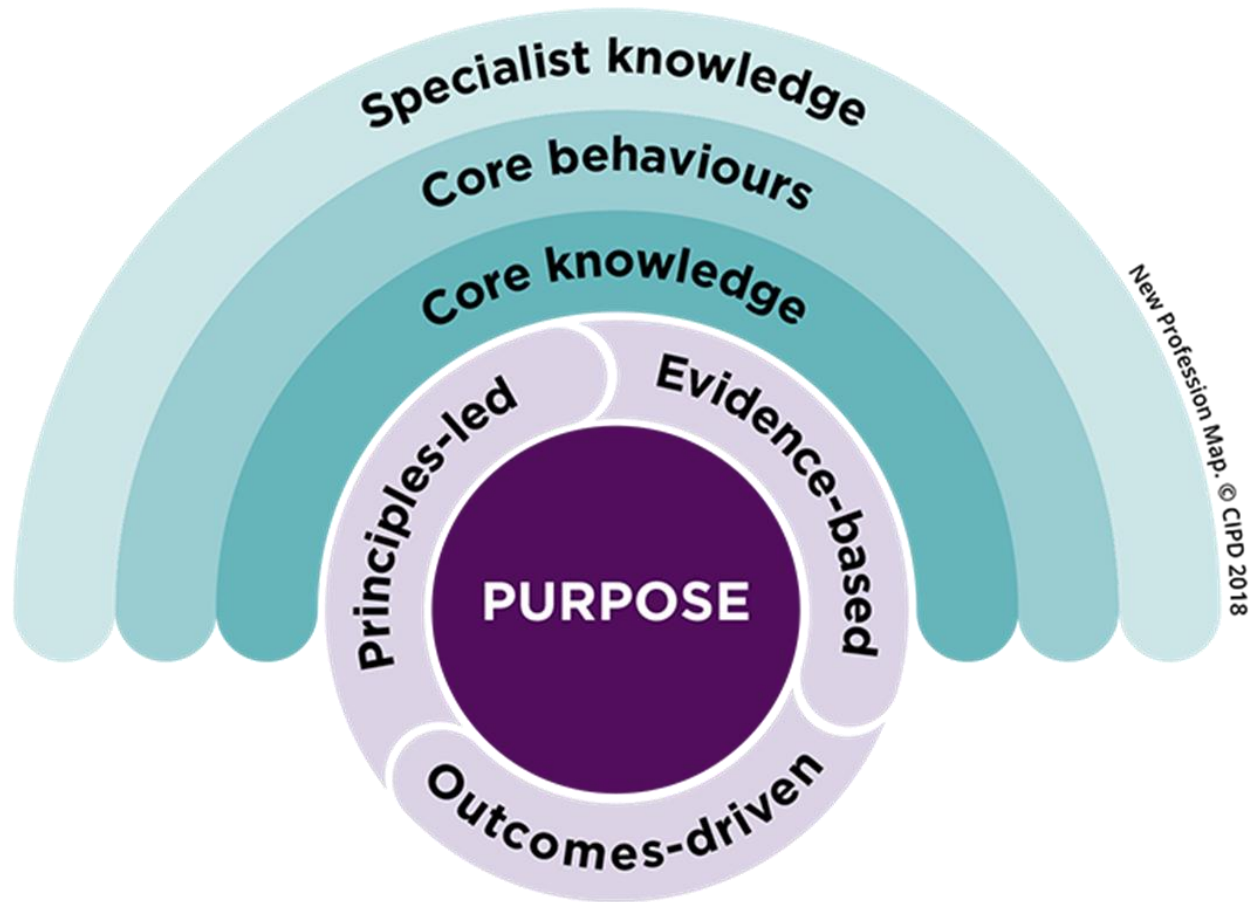 Specialist knowledge
Core behaviours
Core knowledge
Principles-led
Evidence-based
PURPOSE
Outcomes-driven
New Profession Map. © CIPD 2018